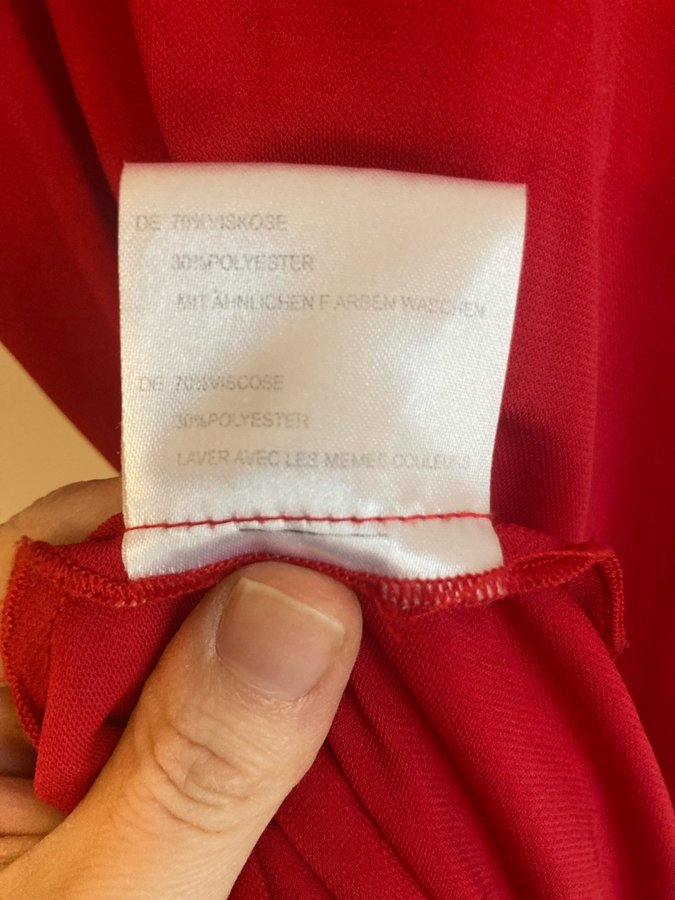 DE 70%VISKOSE
30%POLYESTER
MIT ÄHNLICHEN FARBEN WASCHEN
DE 70%VISCOSE
30%POLYESTER
LAVER AVEC LES MEMES COULEURS